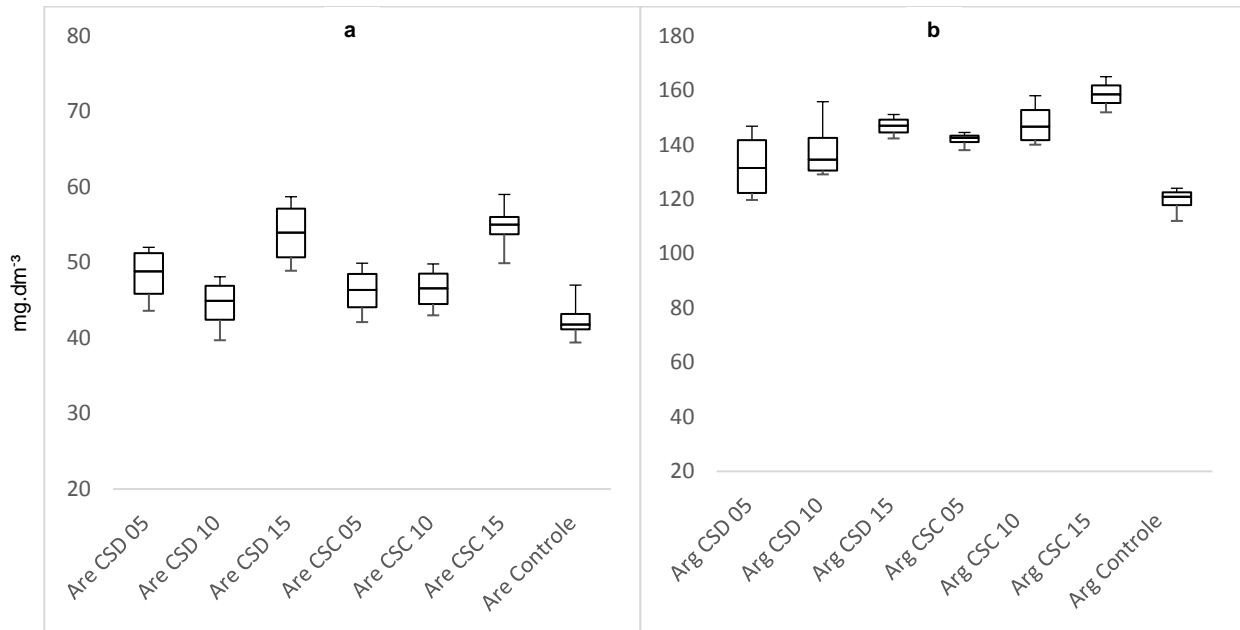 a
80
70
60
50
40
30
20
mg.dm⁻³
Are CSD 05
Are CSD 10
Are CSD 15
Are CSC 05
Are CSC 10
Are CSC 15
Are Controle
b
180
160
140
120
100
80
60
40
20
Arg CSD 05
Arg CSD 10
Arg CSD 15
Arg CSC 05
Arg CSC 10
Arg CSC 15
Arg Controle